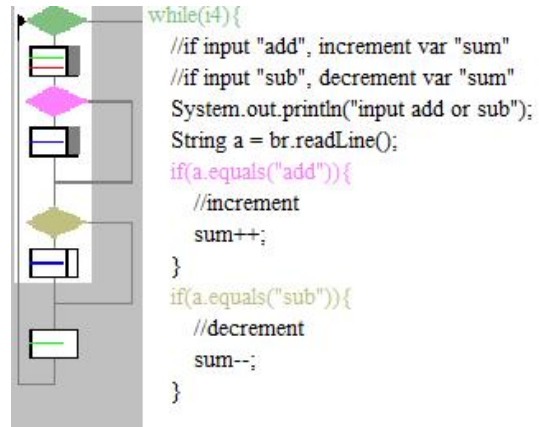 while(i4){
//if input "add", increment var "sum"
//if input "sub", decrement var "sum"
System.out.println("input add or sub");
String a = br.readLine();
if(a.equals("add")){
//increment
sum++;
}
if(a.equals("sub")){
//decrement
sum--;
}